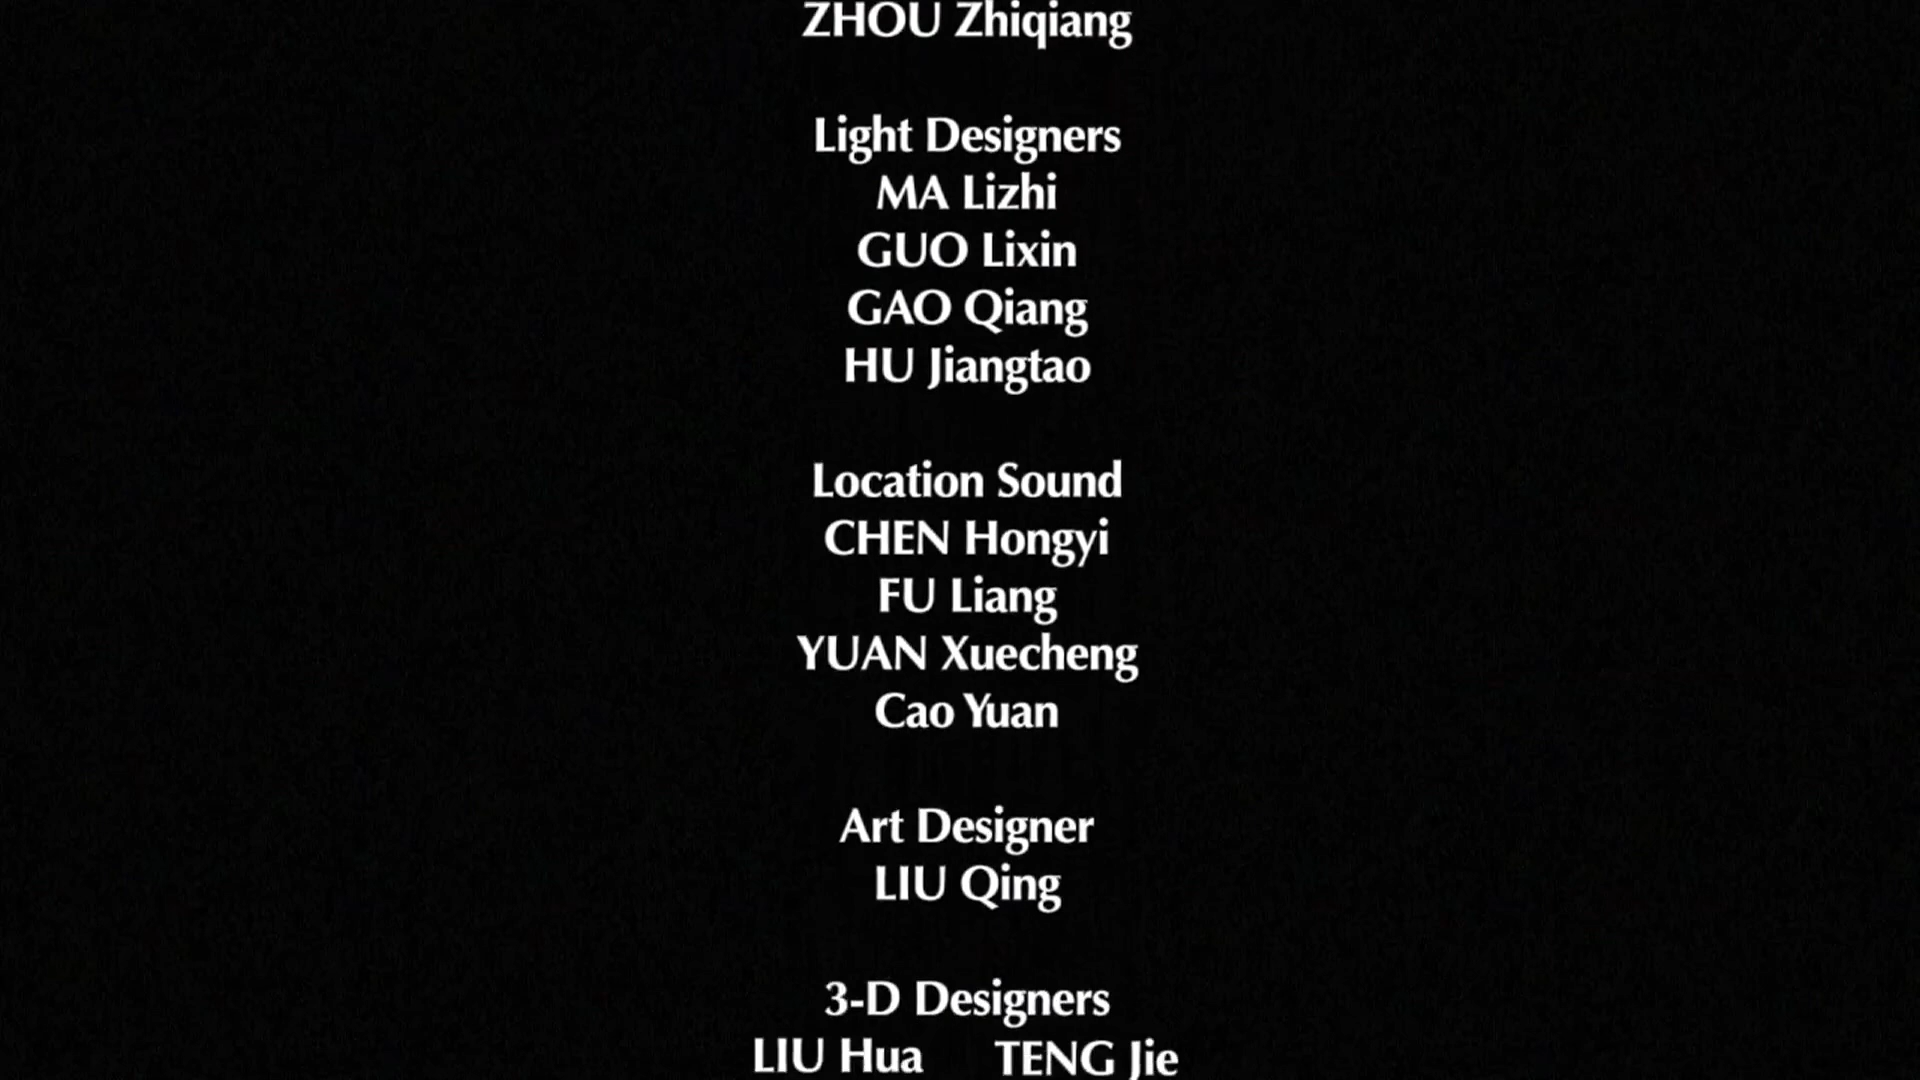 ZHOU Zhiqiang
Light Designers
MA Lizhi
GUO Lixin
GAO Qiang
HU Jiangtao
Location Sound
CHEN Hongyi
FU Liang
YUAN Xuecheng
Cao Yuan
Art Designer
LIU Qing
3-D Designers
LIU Hua TENG Jie